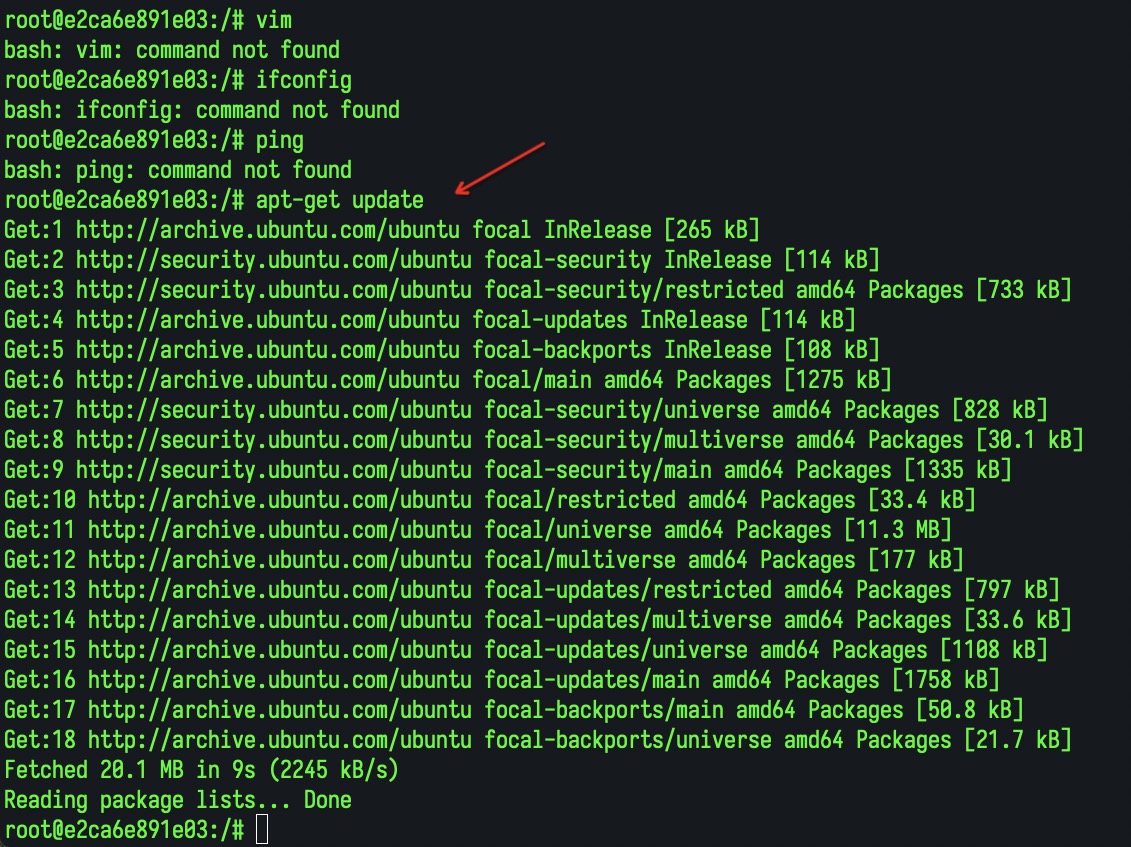 root@e2ca6e891e03:/# vim
bash: vim: command not found
root@e2ca6e891e03:/# ifconfig
bash: ifconfig: command not found
root@e2ca6e891e03:/# ping
bash: ping: command not found
root@e2ca6e891e03:/# apt-get update
Get:1 http://archive.ubuntu.com/ubuntu focal InRelease [265 kB]
Get:2 http://security.ubuntu.com/ubuntu focal-security InRelease [114 kB]
Get:3 http://security.ubuntu.com/ubuntu focal-security/restricted amd64 Packages [733 kB]
Get:4 http://archive.ubuntu.com/ubuntu focal-updates InRelease [114 kB]
Get:5 http://archive.ubuntu.com/ubuntu focal-backports InRelease [108 kB]
Get:6 http://archive.ubuntu.com/ubuntu focal/main amd64 Packages [1275 kB]
Get:7 http://security.ubuntu.com/ubuntu focal-security/universe amd64 Packages [828 kB]
Get:8 http://security.ubuntu.com/ubuntu focal-security/multiverse amd64 Packages [30.1 kB]
Get:9 http://security.ubuntu.com/ubuntu focal-security/main amd64 Packages [1335 kB]
Get:10 http://archive.ubuntu.com/ubuntu focal/restricted amd64 Packages [33.4 kB]
Get:11 http://archive.ubuntu.com/ubuntu focal/universe amd64 Packages [11.3 MB]
Get:12 http://archive.ubuntu.com/ubuntu focal/multiverse amd64 Packages [177 kB]
Get:13 http://archive.ubuntu.com/ubuntu focal-updates/restricted amd64 Packages [797 kB]
Get:14 http://archive.ubuntu.com/ubuntu focal-updates/multiverse amd64 Packages [33.6 kB]
Get:15 http://archive.ubuntu.com/ubuntu focal-updates/universe amd64 Packages [1108 kB]
Get:16 http://archive.ubuntu.com/ubuntu focal-updates/main amd64 Packages [1758 kB]
Get:17 http://archive.ubuntu.com/ubuntu focal-backports/main amd64 Packages [50.8 kB]
Get:18 http://archive.ubuntu.com/ubuntu focal-backports/universe amd64 Packages [21.7 kB]
Fetched 20.1 MB in 9s (2245 kB/s)
Reading package lists... Done
root@e2ca6e891e03:/#